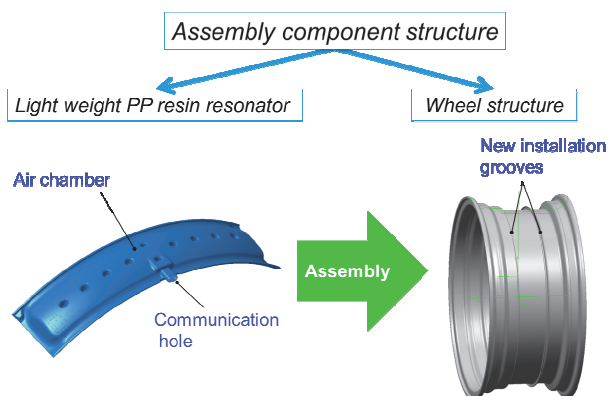 Assembly component structure
Light weight PP resin resonator
Wheel structure
New installation
grooves
Air chamber
Assembly
Communication
hole